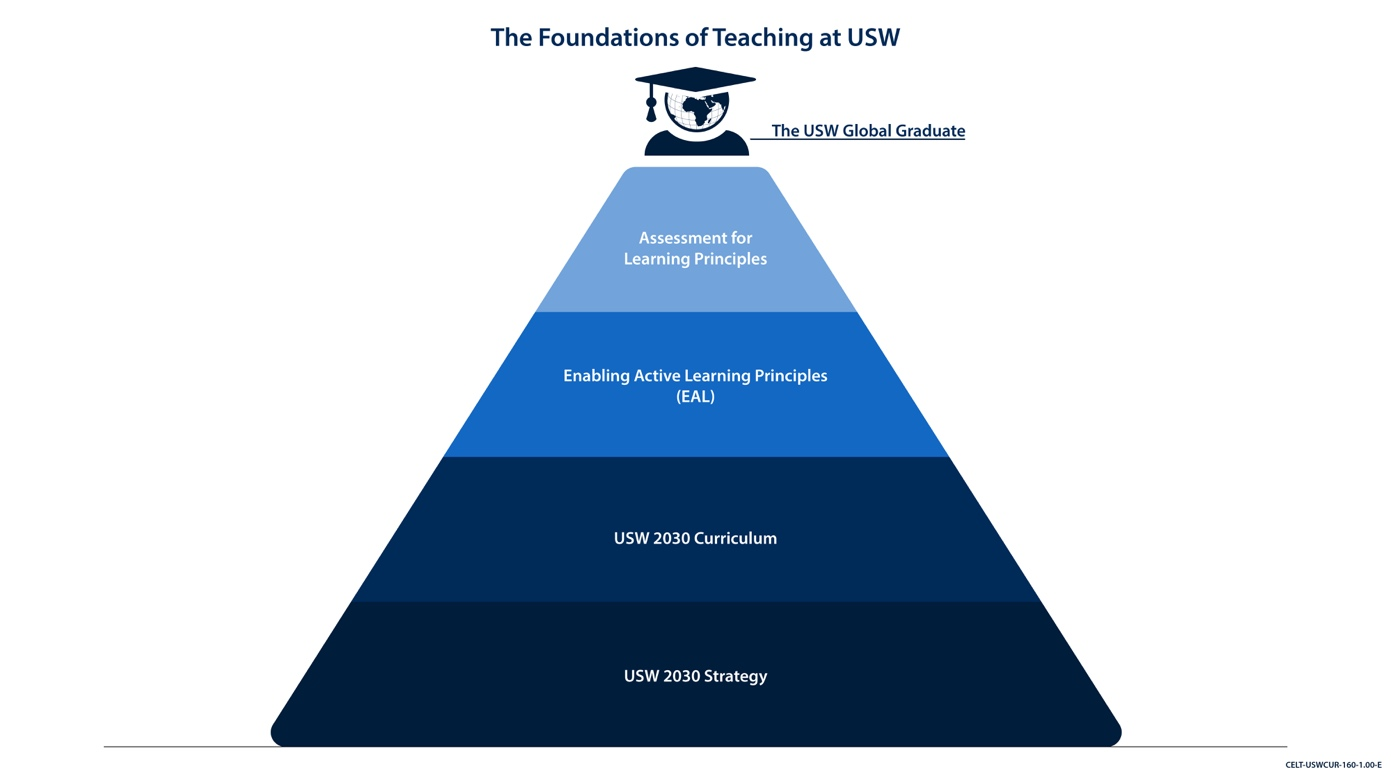 The Foundations of Teaching at USW
The USW Global Graduate
Assessment for
Learning Principles
Enabling Active Learning Principles
(EAL)
USW 2030 Curriculum
USW 2030 Strategy
CELT-USWCUR-160-1.00-E